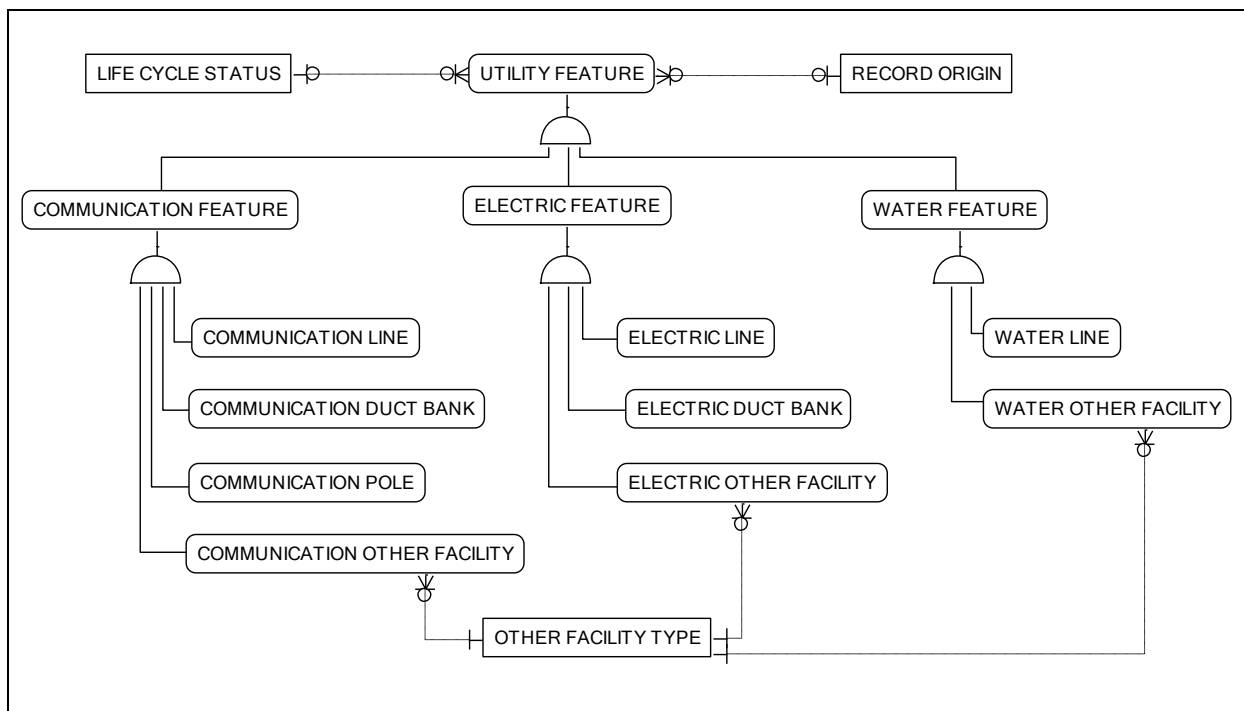 LIFE CYCLE STATUS
UTILITY FEATURE
RECORD ORIGIN
COMMUNICATION FEATURE
ELECTRIC FEATURE
WATER FEATURE
COMMUNICATION LINE
ELECTRIC LINE
WATER LINE
COMMUNICATION DUCT BANK
ELECTRIC DUCT BANK
WATER OTHER FACILITY
COMMUNICATION POLE
ELECTRIC OTHER FACILITY
COMMUNICATION OTHER FACILITY
OTHER FACILITY TYPE